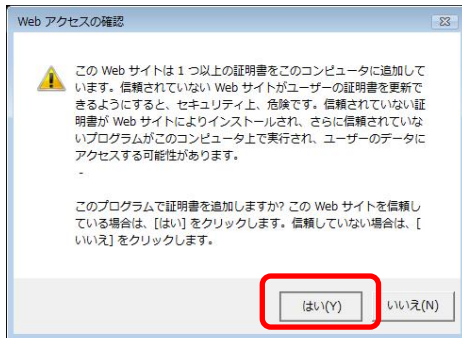 Web アクセスの確認
この Web サイトは 1 つ以上の証明書をこのコンピュータに追加して
います。信頼されていない Web サイトがユーザーの証明書を更新で
きるようにすると、セキュリティ上、危険です。信頼されていない証
明書が Web サイトによりインストールされ、さらに信頼されていな
いプログラムがこのコンピュータ上で実行され、ユーザーのデータに
アクセスする可能性があります。
-
このプログラムで証明書を追加しますか? この Web サイトを信頼し
ている場合は、[はい] をクリックします。信頼していない場合は、[
いいえ] をクリックします。
はい(Y) いいえ(N)